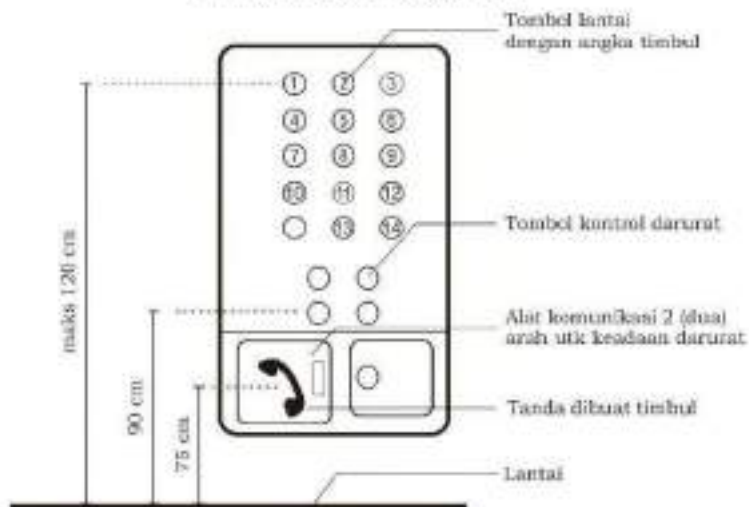 Tombol lantai
dengan angka timbul
1 2 3
4 5 6
7 8 9
10 11 12
13 14
Tombol kontrol darurat
maks 120 cm
Alat komunikasi 2 (dua)
arah utk keadaan darurat
90 cm
Tanda dibuat timbul
75 cm
Lantai